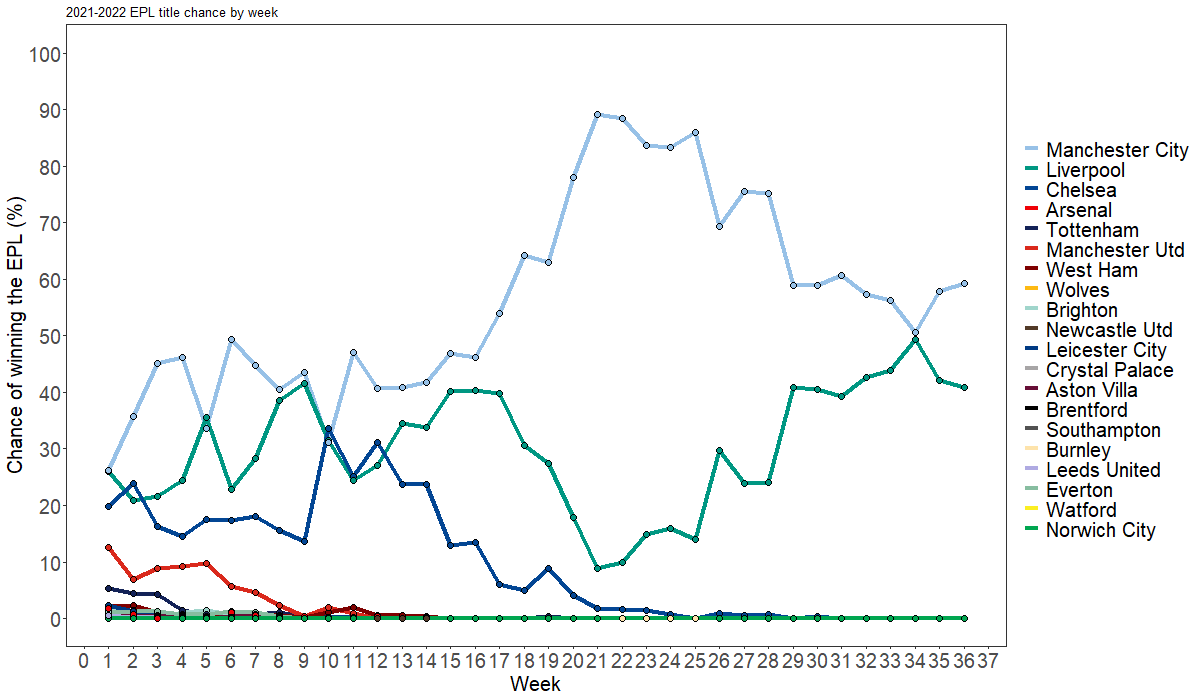 2021-2022 EPL title chance by week
100
90
80
70
60
50
40
30
20
10
0
Chance of winning the EPL (%)
0 1 2 3 4 5 6 7 8 9 10 11 12 13 14 15 16 17 18 19 20 21 22 23 24 25 26 27 28 29 30 31 32 33 34 35 36 37
Week
Manchester City
Liverpool
Chelsea
Arsenal
Tottenham
Manchester Utd
West Ham
Wolves
Brighton
Newcastle Utd
Leicester City
Crystal Palace
Aston Villa
Brentford
Southampton
Burnley
Leeds United
Everton
Watford
Norwich City